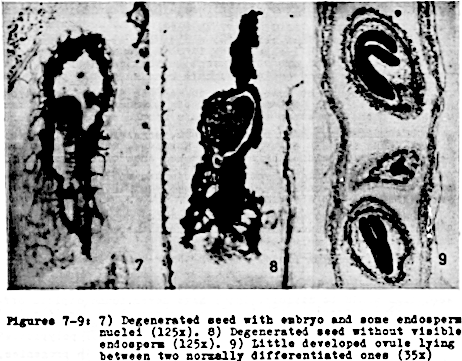 7
8
9
Figures 7-9: 7) Degenerated seed with embryo and some endosperm
nuclei (125x). 8) Degenerated seed without visible
endosperm (125x). 9) Little developed ovule lying
between two normally differentiated ones (35x)